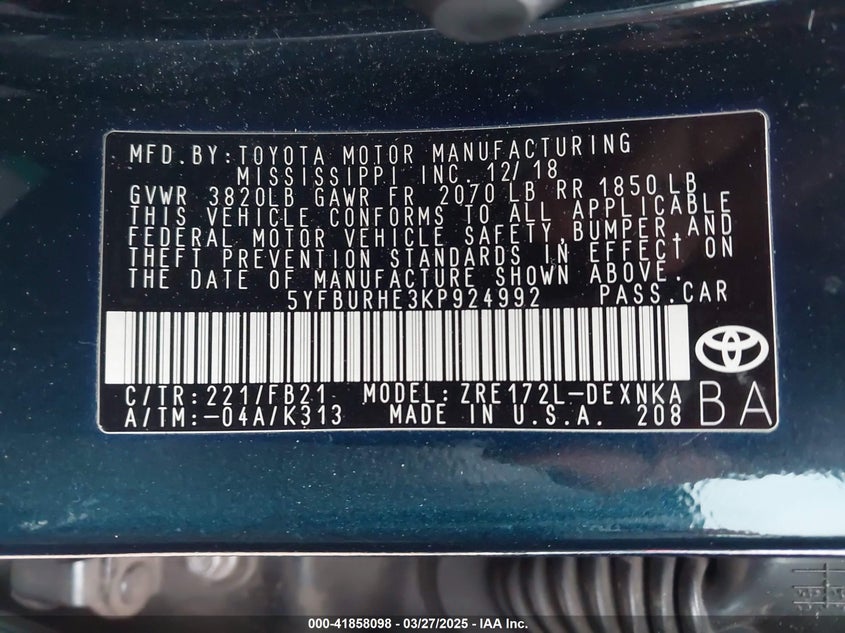 MFD.BY:TOYOTA MOTOR MANUFACTURING
MISSISSIPPI INC. 12/18
GVWR 3820LB GAWR FR 2070 LB RR 1850 LB
THIS VEHICLE CONFORMS TO ALL APPLICABLE
FEDERAL MOTOR VEHICLE SAFETY,BUMPER,AND
THEFT PREVENTION STANDARDS IN EFFECT ON
THE DATE OF MANUFACTURE SHOWN ABOVE.
5YFBURHE3KP924992 PASS.CAR
C/TR:221/FB21 MODEL:ZRE172L-DEXNKA
A/TM:-04A/K313 MADE IN U.S.A. 208
BA
000-41858098 - 03/27/2025 - IAA Inc.